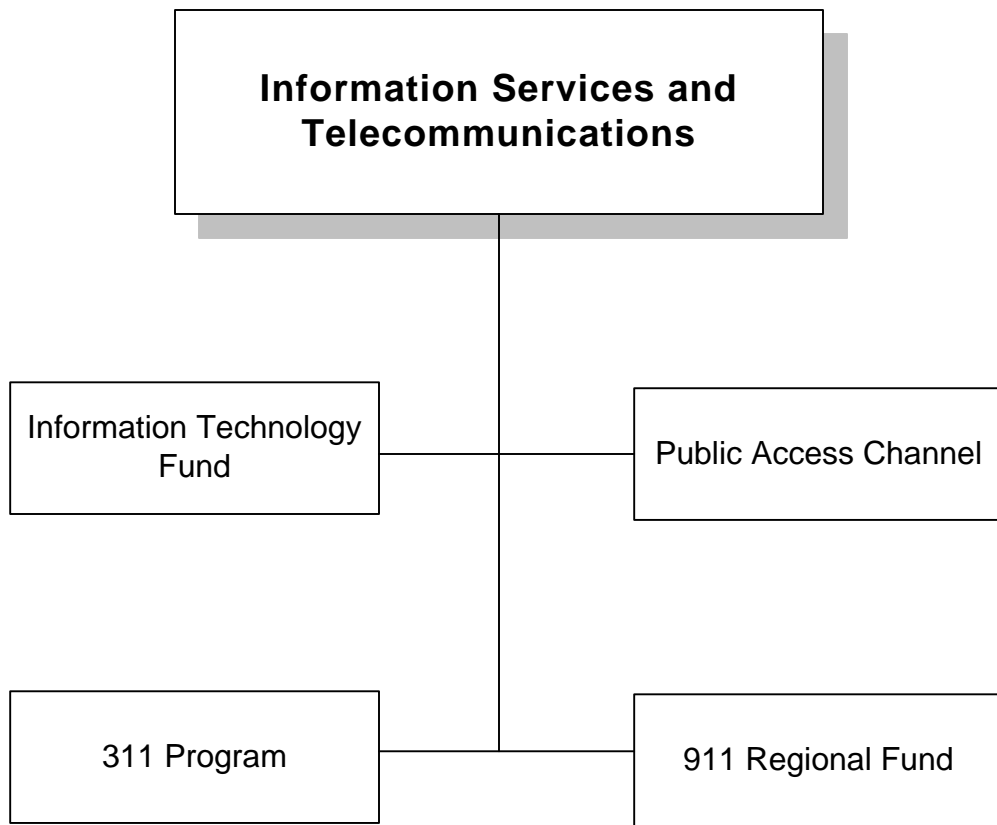 Information Services and
Telecommunications
Information Technology
Fund
Public Access Channel
311 Program
911 Regional Fund